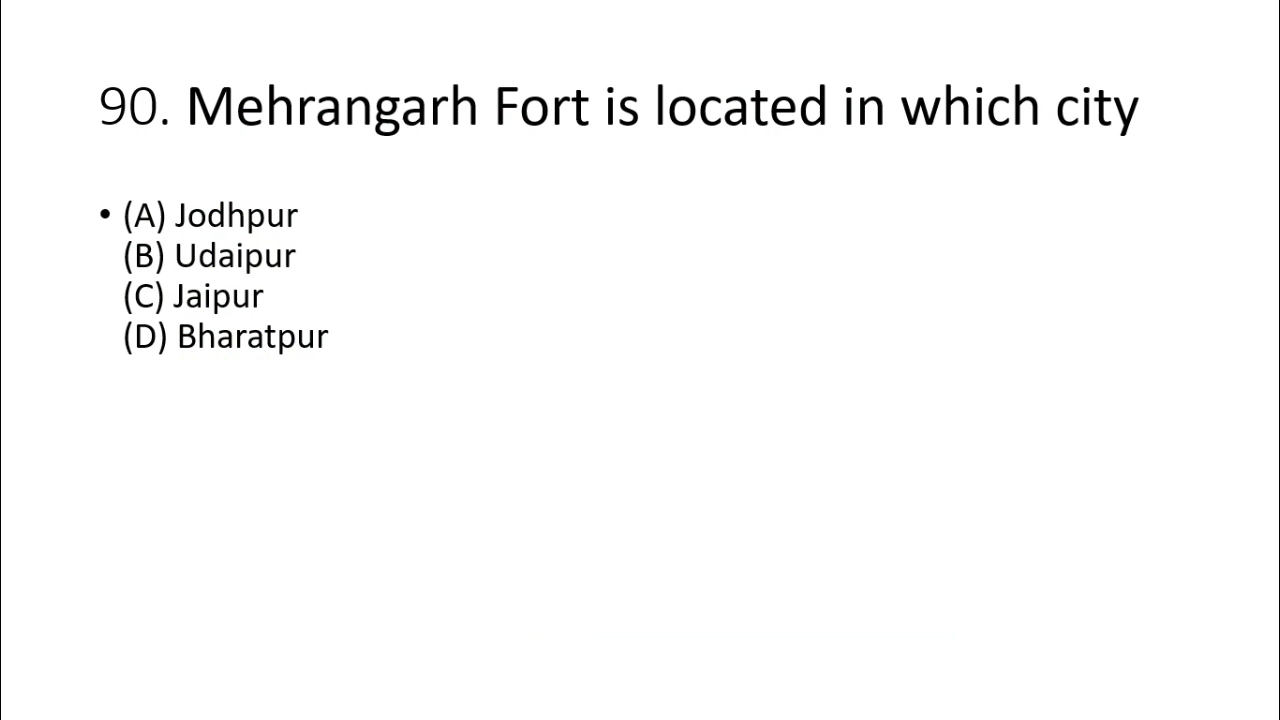 90. Mehrangarh Fort is located in which city
• (A) Jodhpur
(B) Udaipur
(C) Jaipur
(D) Bharatpur